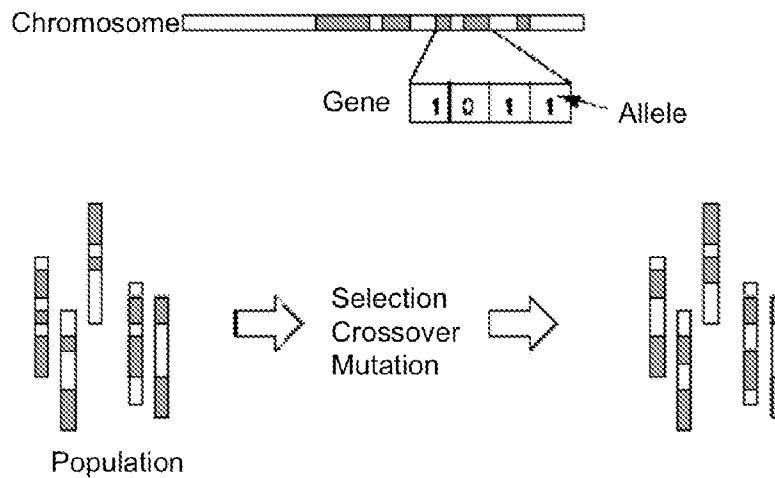 Chromosome
Gene
1 0 1 1
Allele
Selection
Crossover
Mutation
Population